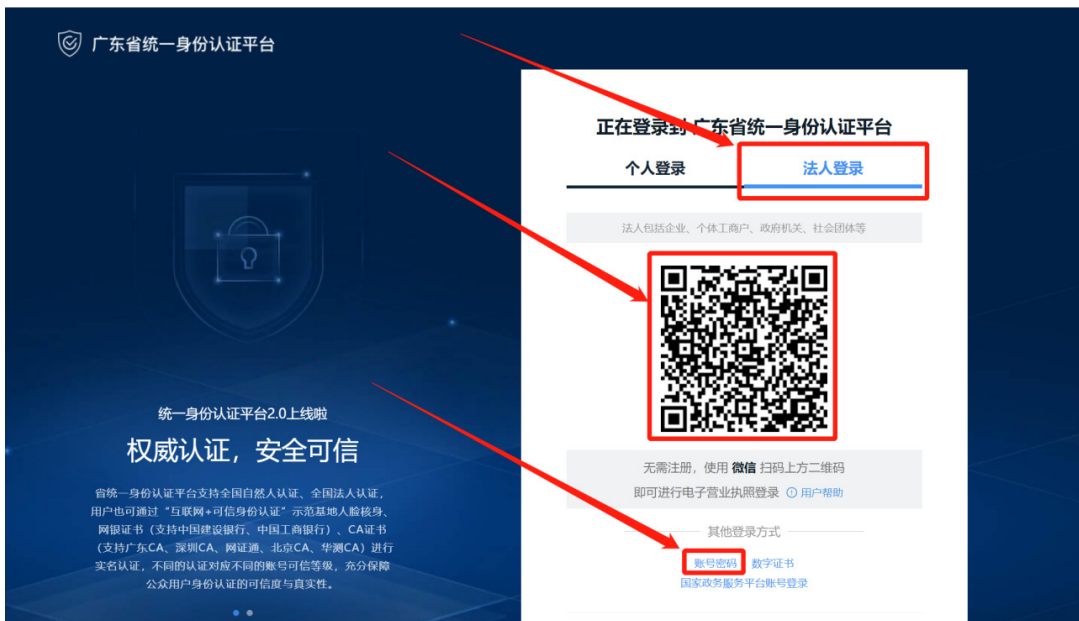 广东省统一身份认证平台
正在登录到 广东省统一身份认证平台
个人登录
法人登录
法人包括企业、个体工商户、政府机关、社会团体等
无需注册，使用 微信 扫码上方二维码
即可进行电子营业执照登录 用户帮助
其他登录方式
账号密码 数字证书
国家政务服务平台账号登录
统一身份认证平台2.0上线啦
权威认证，安全可信
省统一身份认证平台支持全国自然人认证、全国法人认证，
用户也可通过“互联网+可信身份认证”示范基地人脸核身、
网银证书（支持中国建设银行、中国工商银行）、CA证书
（支持广东CA、深圳CA、网证通、北京CA、华测CA）进行
实名认证，不同的认证对应不同的账号可信等级，充分保障
公众用户身份认证的可信度与真实性。